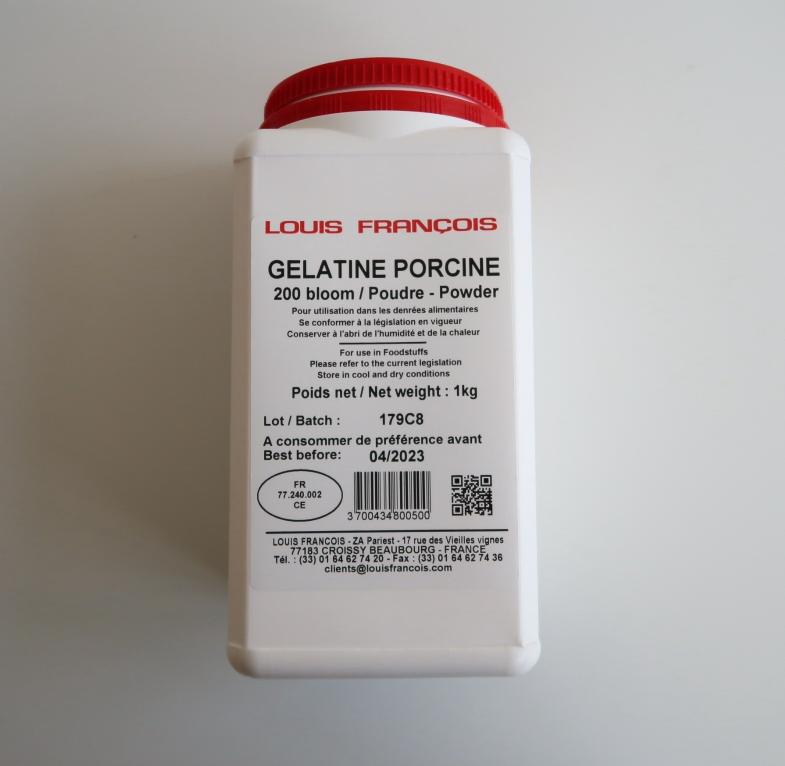 LOUIS FRANÇOIS
GELATINE PORCINE
200 bloom / Poudre - Powder
Pour utilisation dans les denrées alimentaires
Se conformer à la législation en vigueur
Conserver à l'abri de l'humidité et de la chaleur
For use in Foodstuffs
Please refer to the current legislation
Store in cool and dry conditions
Poids net / Net weight : 1kg
Lot / Batch : 179C8
A consommer de préférence avant
Best before: 04/2023
FR
77.240.002
CE
3700434800500
LOUIS FRANCOIS - ZA Pariest - 17 rue des Vieilles vignes
77183 CROISSY BEAUBOURG - FRANCE
Tél. : (33) 01 64 62 74 20 - Fax : (33) 01 64 62 74 36
clients@louisfrancois.com